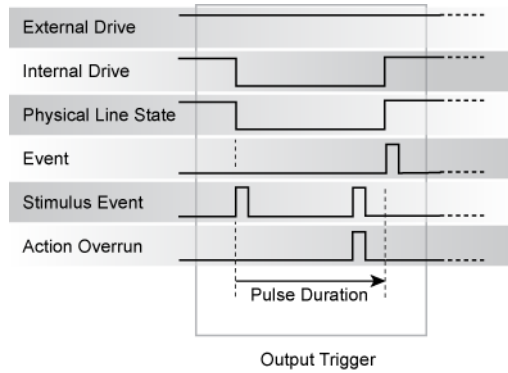 External Drive
Internal Drive
Physical Line State
Event
Stimulus Event
Action Overrun
Pulse Duration
Output Trigger